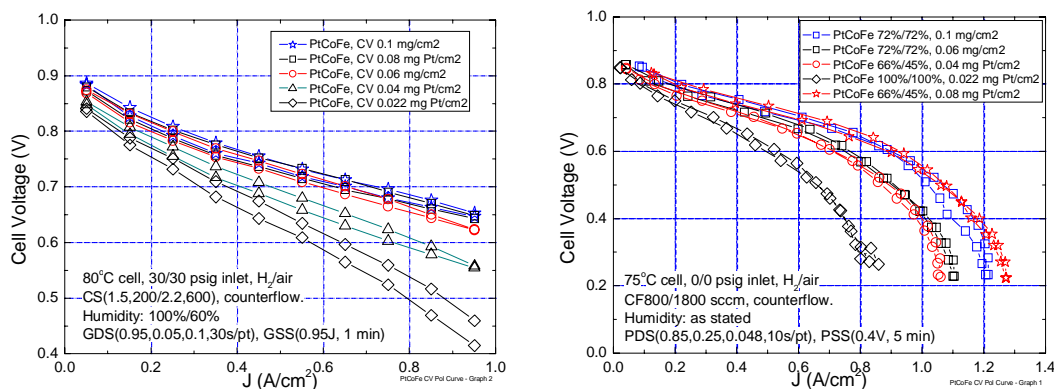 PtCoFe, CV 0.1 mg/cm2
PtCoFe, CV 0.08 mg Pt/cm2
PtCoFe, CV 0.06 mg/cm2
PtCoFe, CV 0.04 mg Pt/cm2
PtCoFe, CV 0.022 mg Pt/cm2
1.0
0.9
0.8
0.7
0.6
0.5
0.4
Cell Voltage (V)
80°C cell, 30/30 psig inlet, H2/air
CS(1.5,200/2.2,600), counterflow.
Humidity: 100%/60%
GDS(0.95,0.05,0.1,30s/pt), GSS(0.95J, 1 min)
0.0 0.2 0.4 0.6 0.8 1.0
J (A/cm2)
PtCoFe CV Pol Curve - Graph 2
PtCoFe 72%/72%, 0.1 mg/cm2
PtCoFe 72%/72%, 0.06 mg/cm2
PtCoFe 66%/45%, 0.04 mg Pt/cm2
PtCoFe 100%/100%, 0.022 mg Pt/cm2
PtCoFe 66%/45%, 0.08 mg Pt/cm2
1.0
0.8
0.6
0.4
0.2
0.0
Cell Voltage (V)
75°C cell, 0/0 psig inlet, H2/air
CF800/1800 sccm, counterflow.
Humidity: as stated
PDS(0.85,0.25,0.048,10s/pt), PSS(0.4V, 5 min)
0.0 0.2 0.4 0.6 0.8 1.0 1.2 1.4
J (A/cm2)
PtCoFe CV Pol Curve - Graph 1